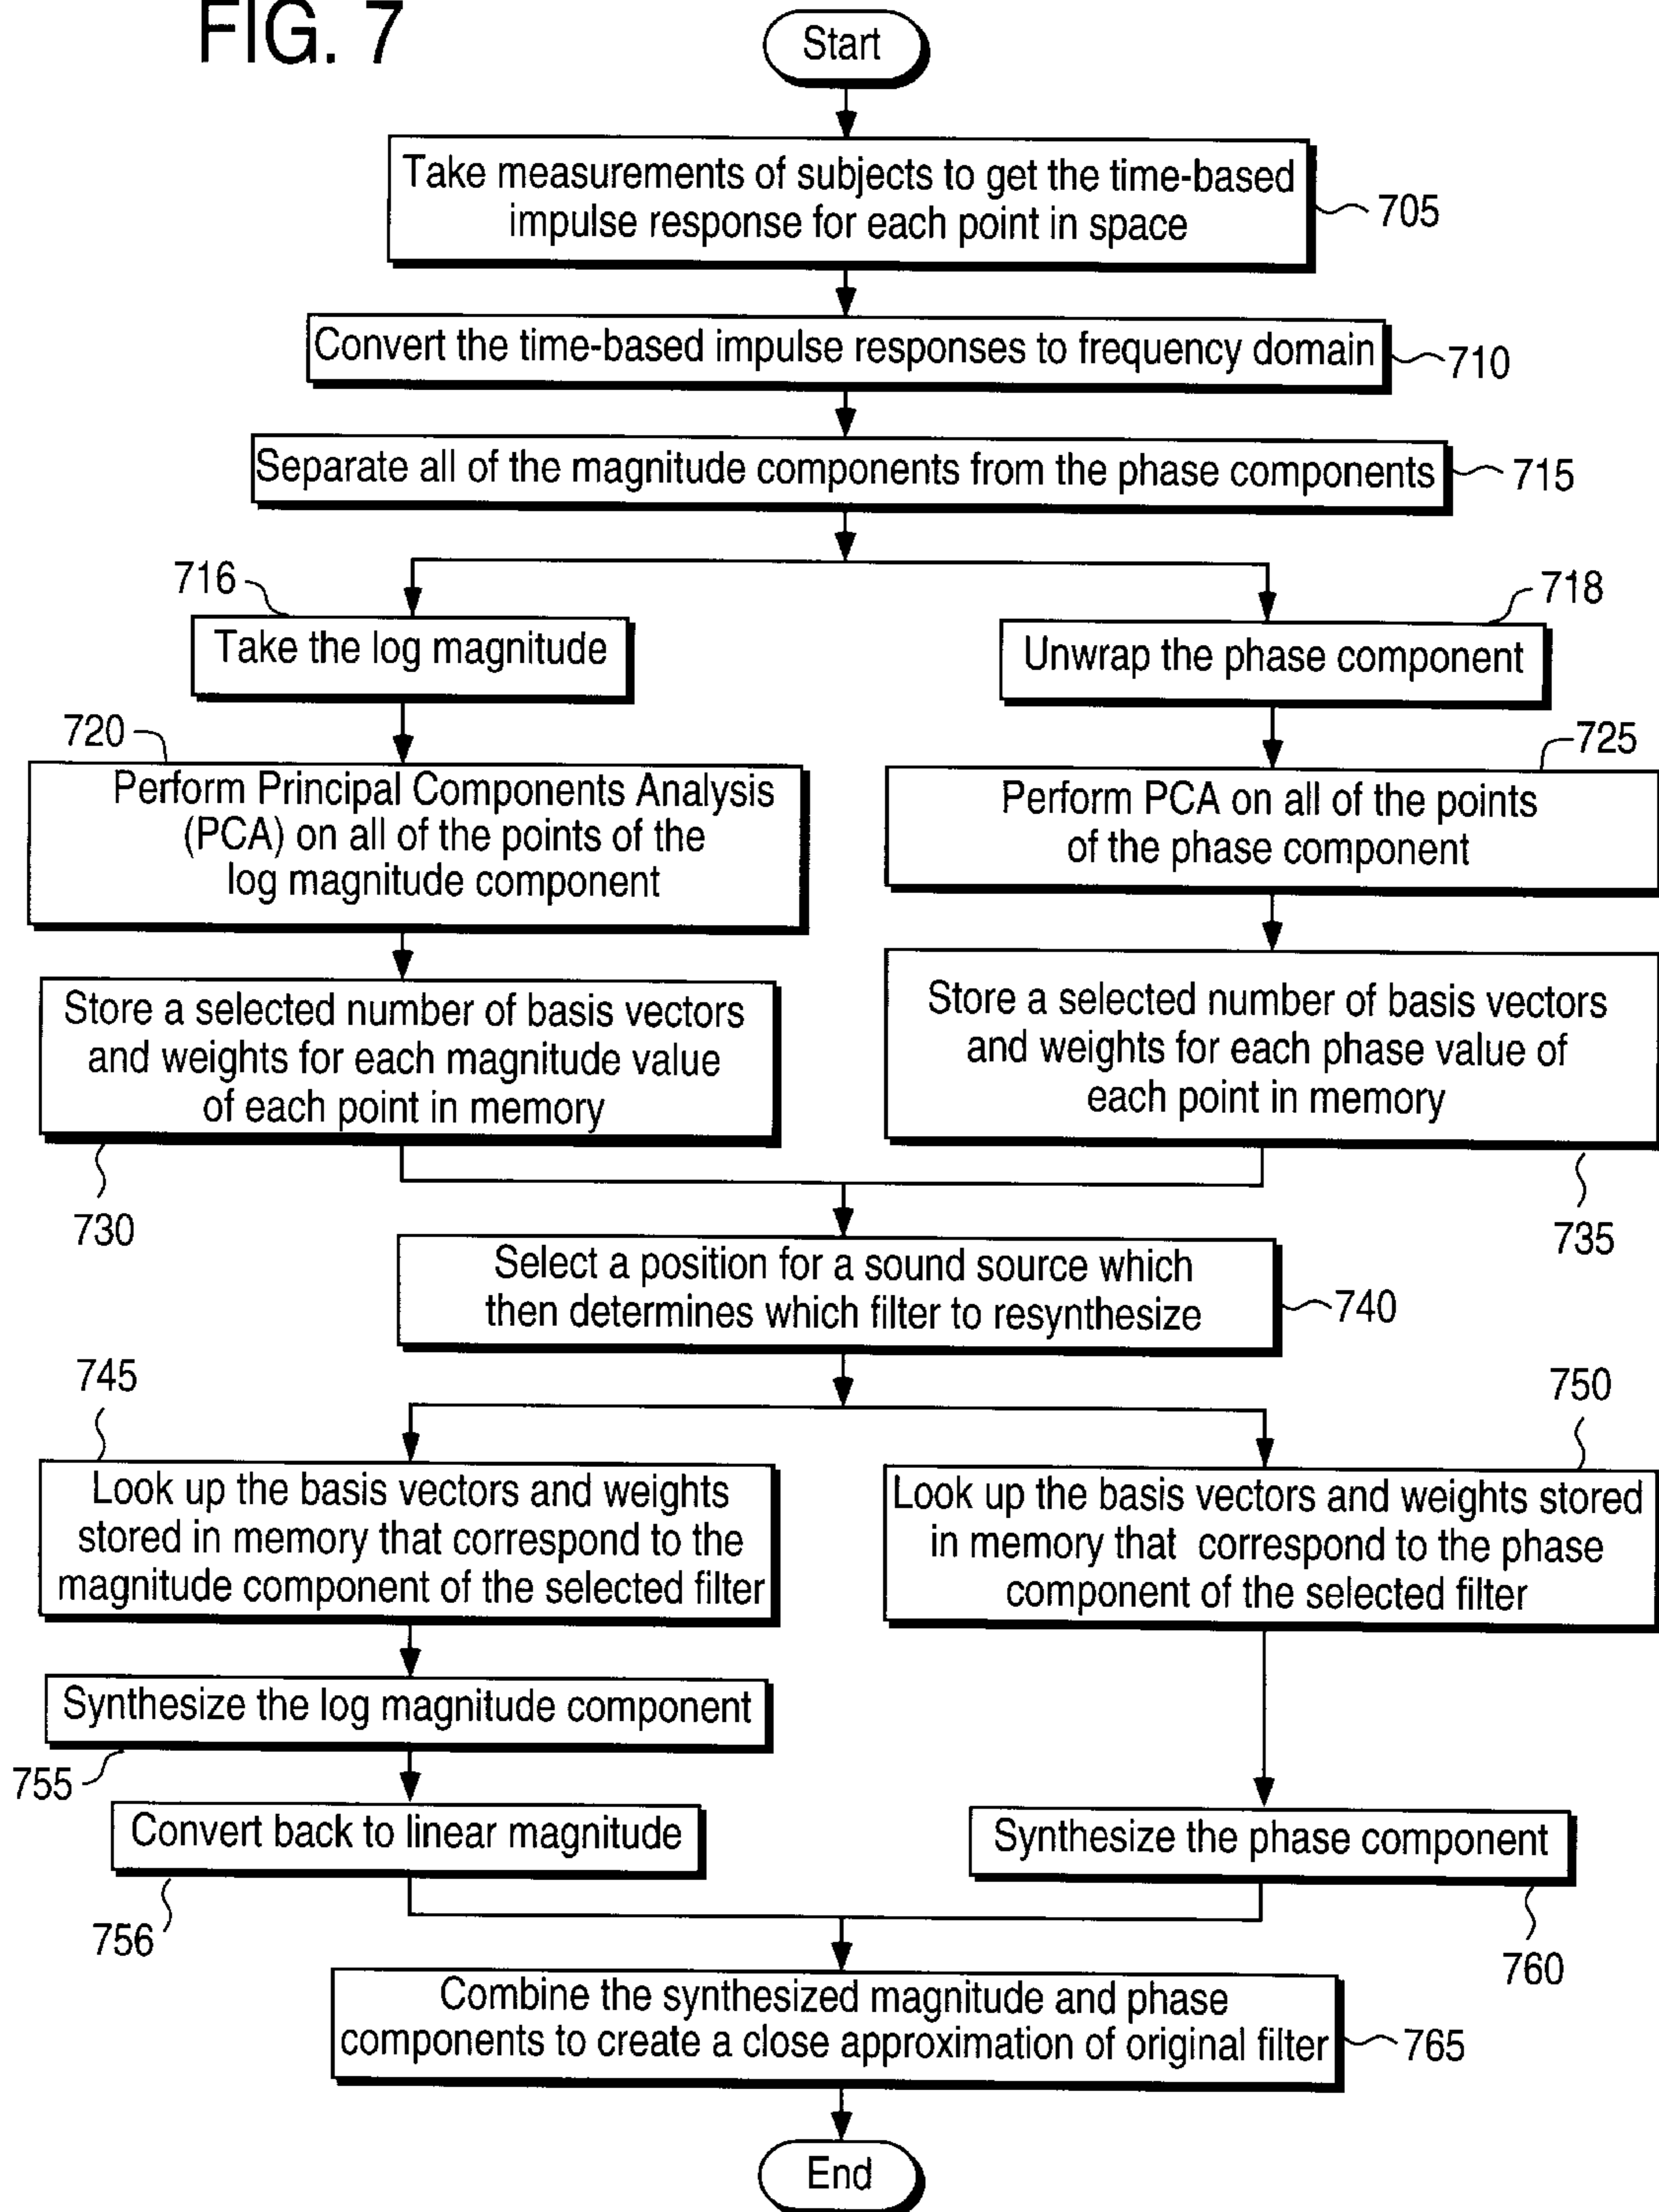 FIG. 7
Start
Take measurements of subjects to get the time-based
impulse response for each point in space
705
Convert the time-based impulse responses to frequency domain
710
Separate all of the magnitude components from the phase components
715
716
Take the log magnitude
718
Unwrap the phase component
720
Perform Principal Components Analysis
(PCA) on all of the points of the
log magnitude component
725
Perform PCA on all of the points
of the phase component
Store a selected number of basis vectors
and weights for each magnitude value
of each point in memory
730
Store a selected number of basis vectors
and weights for each phase value of
each point in memory
735
Select a position for a sound source which
then determines which filter to resynthesize
740
745
Look up the basis vectors and weights
stored in memory that correspond to the
magnitude component of the selected filter
750
Look up the basis vectors and weights stored
in memory that correspond to the phase
component of the selected filter
Synthesize the log magnitude component
755
Convert back to linear magnitude
756
Synthesize the phase component
760
Combine the synthesized magnitude and phase
components to create a close approximation of original filter
765
End